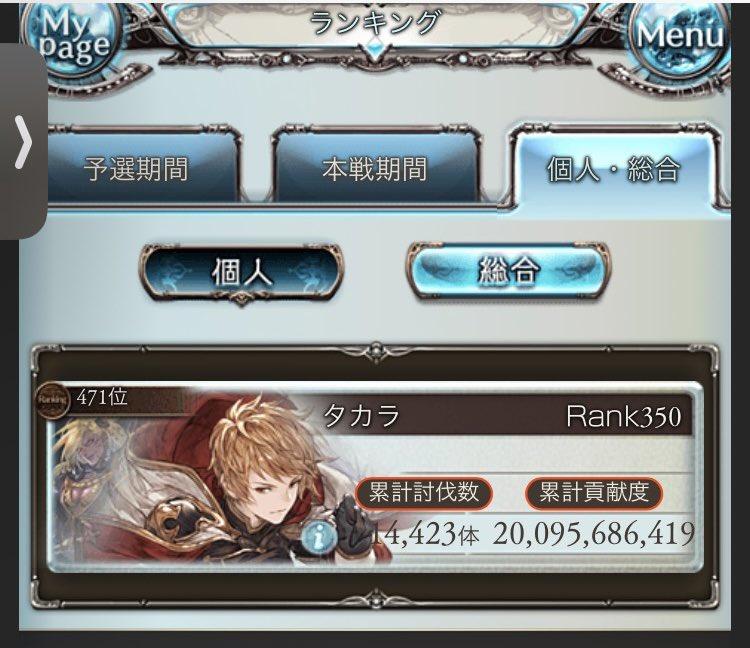 ランキング
My
page
Menu
予選期間
本戦期間
個人・総合
個人
総合
Ranking
471位
タカラ
Rank350
累計討伐数
累計貢献度
14,423体
20,095,686,419